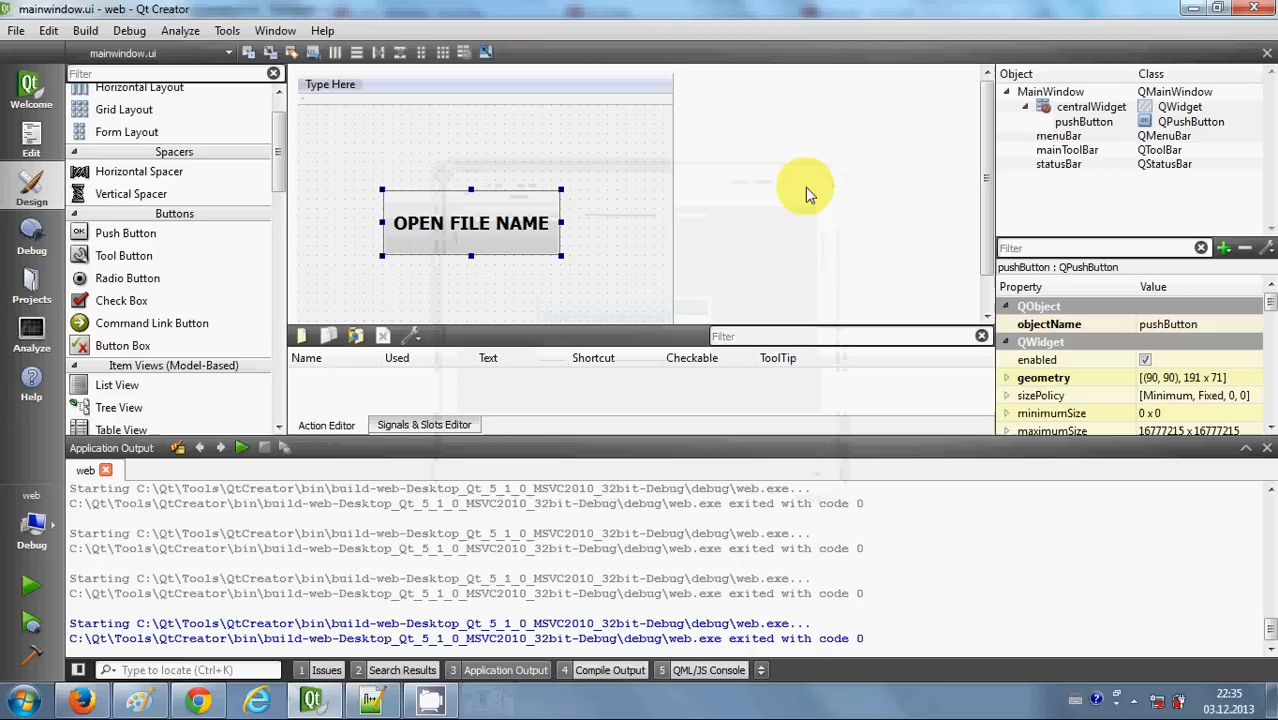 mainwindow.ui - web - Qt Creator
File Edit Build Debug Analyze Tools Window Help
mainwindow.ui
Welcome
Edit
Design
Debug
Projects
Analyze
Help
web
Debug
Filter
Horizontal Layout
Grid Layout
Form Layout
Spacers
Horizontal Spacer
Vertical Spacer
Buttons
Push Button
Tool Button
Radio Button
Check Box
Command Link Button
Button Box
Item Views (Model-Based)
List View
Tree View
Table View
Type Here
OPEN FILE NAME
Filter
Name Used Text Shortcut Checkable ToolTip
Action Editor Signals & Slots Editor
Object Class
MainWindow QMainWindow
centralWidget QWidget
pushButton QPushButton
menuBar QMenuBar
mainToolBar QToolBar
statusBar QStatusBar
Filter
pushButton : QPushButton
Property Value
QObject
objectName pushButton
QWidget
enabled
geometry [(90, 90), 191 x 71]
sizePolicy [Minimum, Fixed, 0, 0]
minimumSize 0 x 0
maximumSize 16777215 x 16777215
Application Output
web
Starting C:\Qt\Tools\QtCreator\bin\build-web-Desktop_Qt_5_1_0_MSVC2010_32bit-Debug\debug\web.exe...
C:\Qt\Tools\QtCreator\bin\build-web-Desktop_Qt_5_1_0_MSVC2010_32bit-Debug\debug\web.exe exited with code 0
Starting C:\Qt\Tools\QtCreator\bin\build-web-Desktop_Qt_5_1_0_MSVC2010_32bit-Debug\debug\web.exe...
C:\Qt\Tools\QtCreator\bin\build-web-Desktop_Qt_5_1_0_MSVC2010_32bit-Debug\debug\web.exe exited with code 0
Starting C:\Qt\Tools\QtCreator\bin\build-web-Desktop_Qt_5_1_0_MSVC2010_32bit-Debug\debug\web.exe...
C:\Qt\Tools\QtCreator\bin\build-web-Desktop_Qt_5_1_0_MSVC2010_32bit-Debug\debug\web.exe exited with code 0
Starting C:\Qt\Tools\QtCreator\bin\build-web-Desktop_Qt_5_1_0_MSVC2010_32bit-Debug\debug\web.exe...
C:\Qt\Tools\QtCreator\bin\build-web-Desktop_Qt_5_1_0_MSVC2010_32bit-Debug\debug\web.exe exited with code 0
Type to locate (Ctrl+K) 1 Issues 2 Search Results 3 Application Output 4 Compile Output 5 QML/JS Console
22:35
03.12.2013